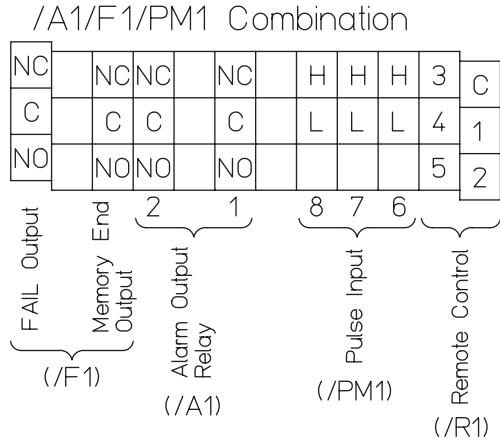 /A1/F1/PM1 Combination
NC NC NC NC H H H 3 C
C C C C L L L 4 1
NO NO NO NO 5 2
2 1 8 7 6
FAIL Output
Memory End
Output
Alarm Output
Relay
Pulse Input
Remote Control
(/F1)
(/A1)
(/PM1)
(/R1)